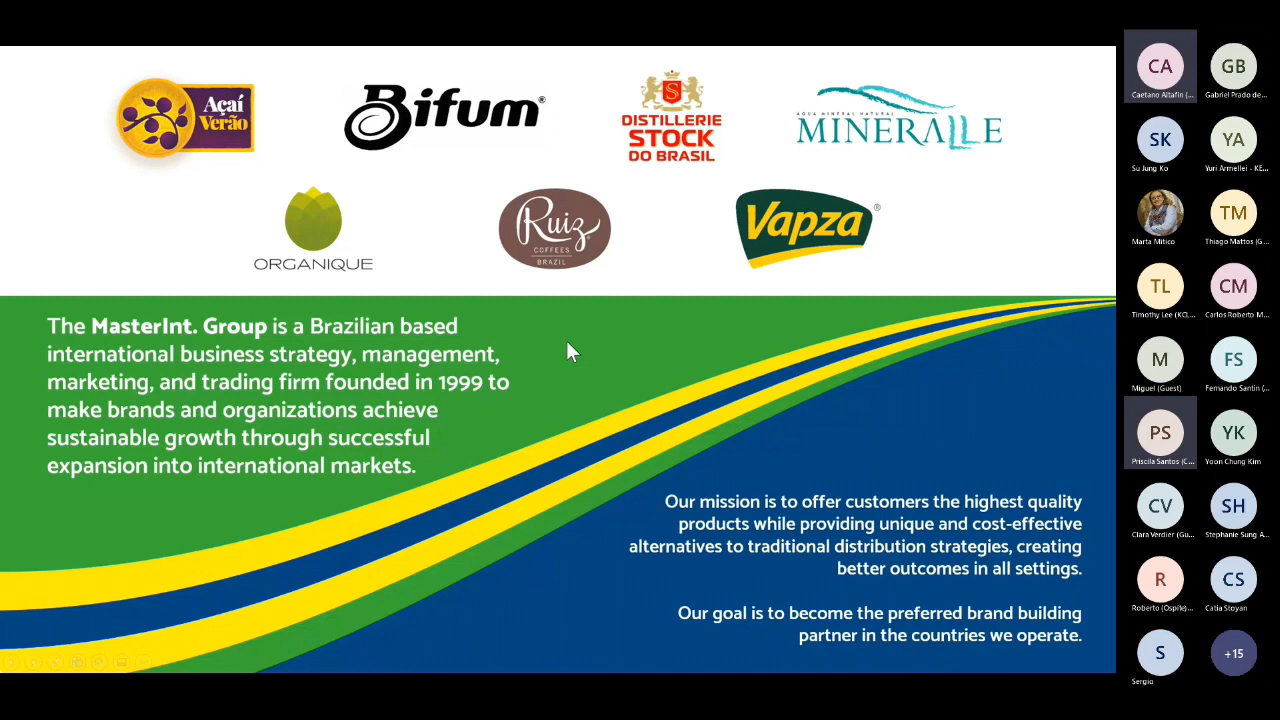 Açaí
Verão
Bifum®
S
DISTILLERIE
STOCK
DO BRASIL
AGUA MINERAL NATURAL
MINERALLE
ORGANIQUE
Ruiz®
COFFEES
BRAZIL
Vapza®
The MasterInt. Group is a Brazilian based
international business strategy, management,
marketing, and trading firm founded in 1999 to
make brands and organizations achieve
sustainable growth through successful
expansion into international markets.
Our mission is to offer customers the highest quality
products while providing unique and cost-effective
alternatives to traditional distribution strategies, creating
better outcomes in all settings.
Our goal is to become the preferred brand building
partner in the countries we operate.
CA
Caetano Altafin (...
GB
Gabriel Prado de...
SK
Su Jung Ko
YA
Yuri Armellei - KE...
Marta Mitico
TM
Thiago Mattos (G...
TL
Timothy Lee (KCL...
CM
Carlos Roberto M...
M
Miguel (Guest)
FS
Fernando Santin (...
PS
Priscila Santos (C...
YK
Yoon Chung Kim
CV
Clara Verdier (Gu...
SH
Stephanie Sung A...
R
Roberto (Ospite)...
CS
Catia Stoyan
S
Sergio
+15